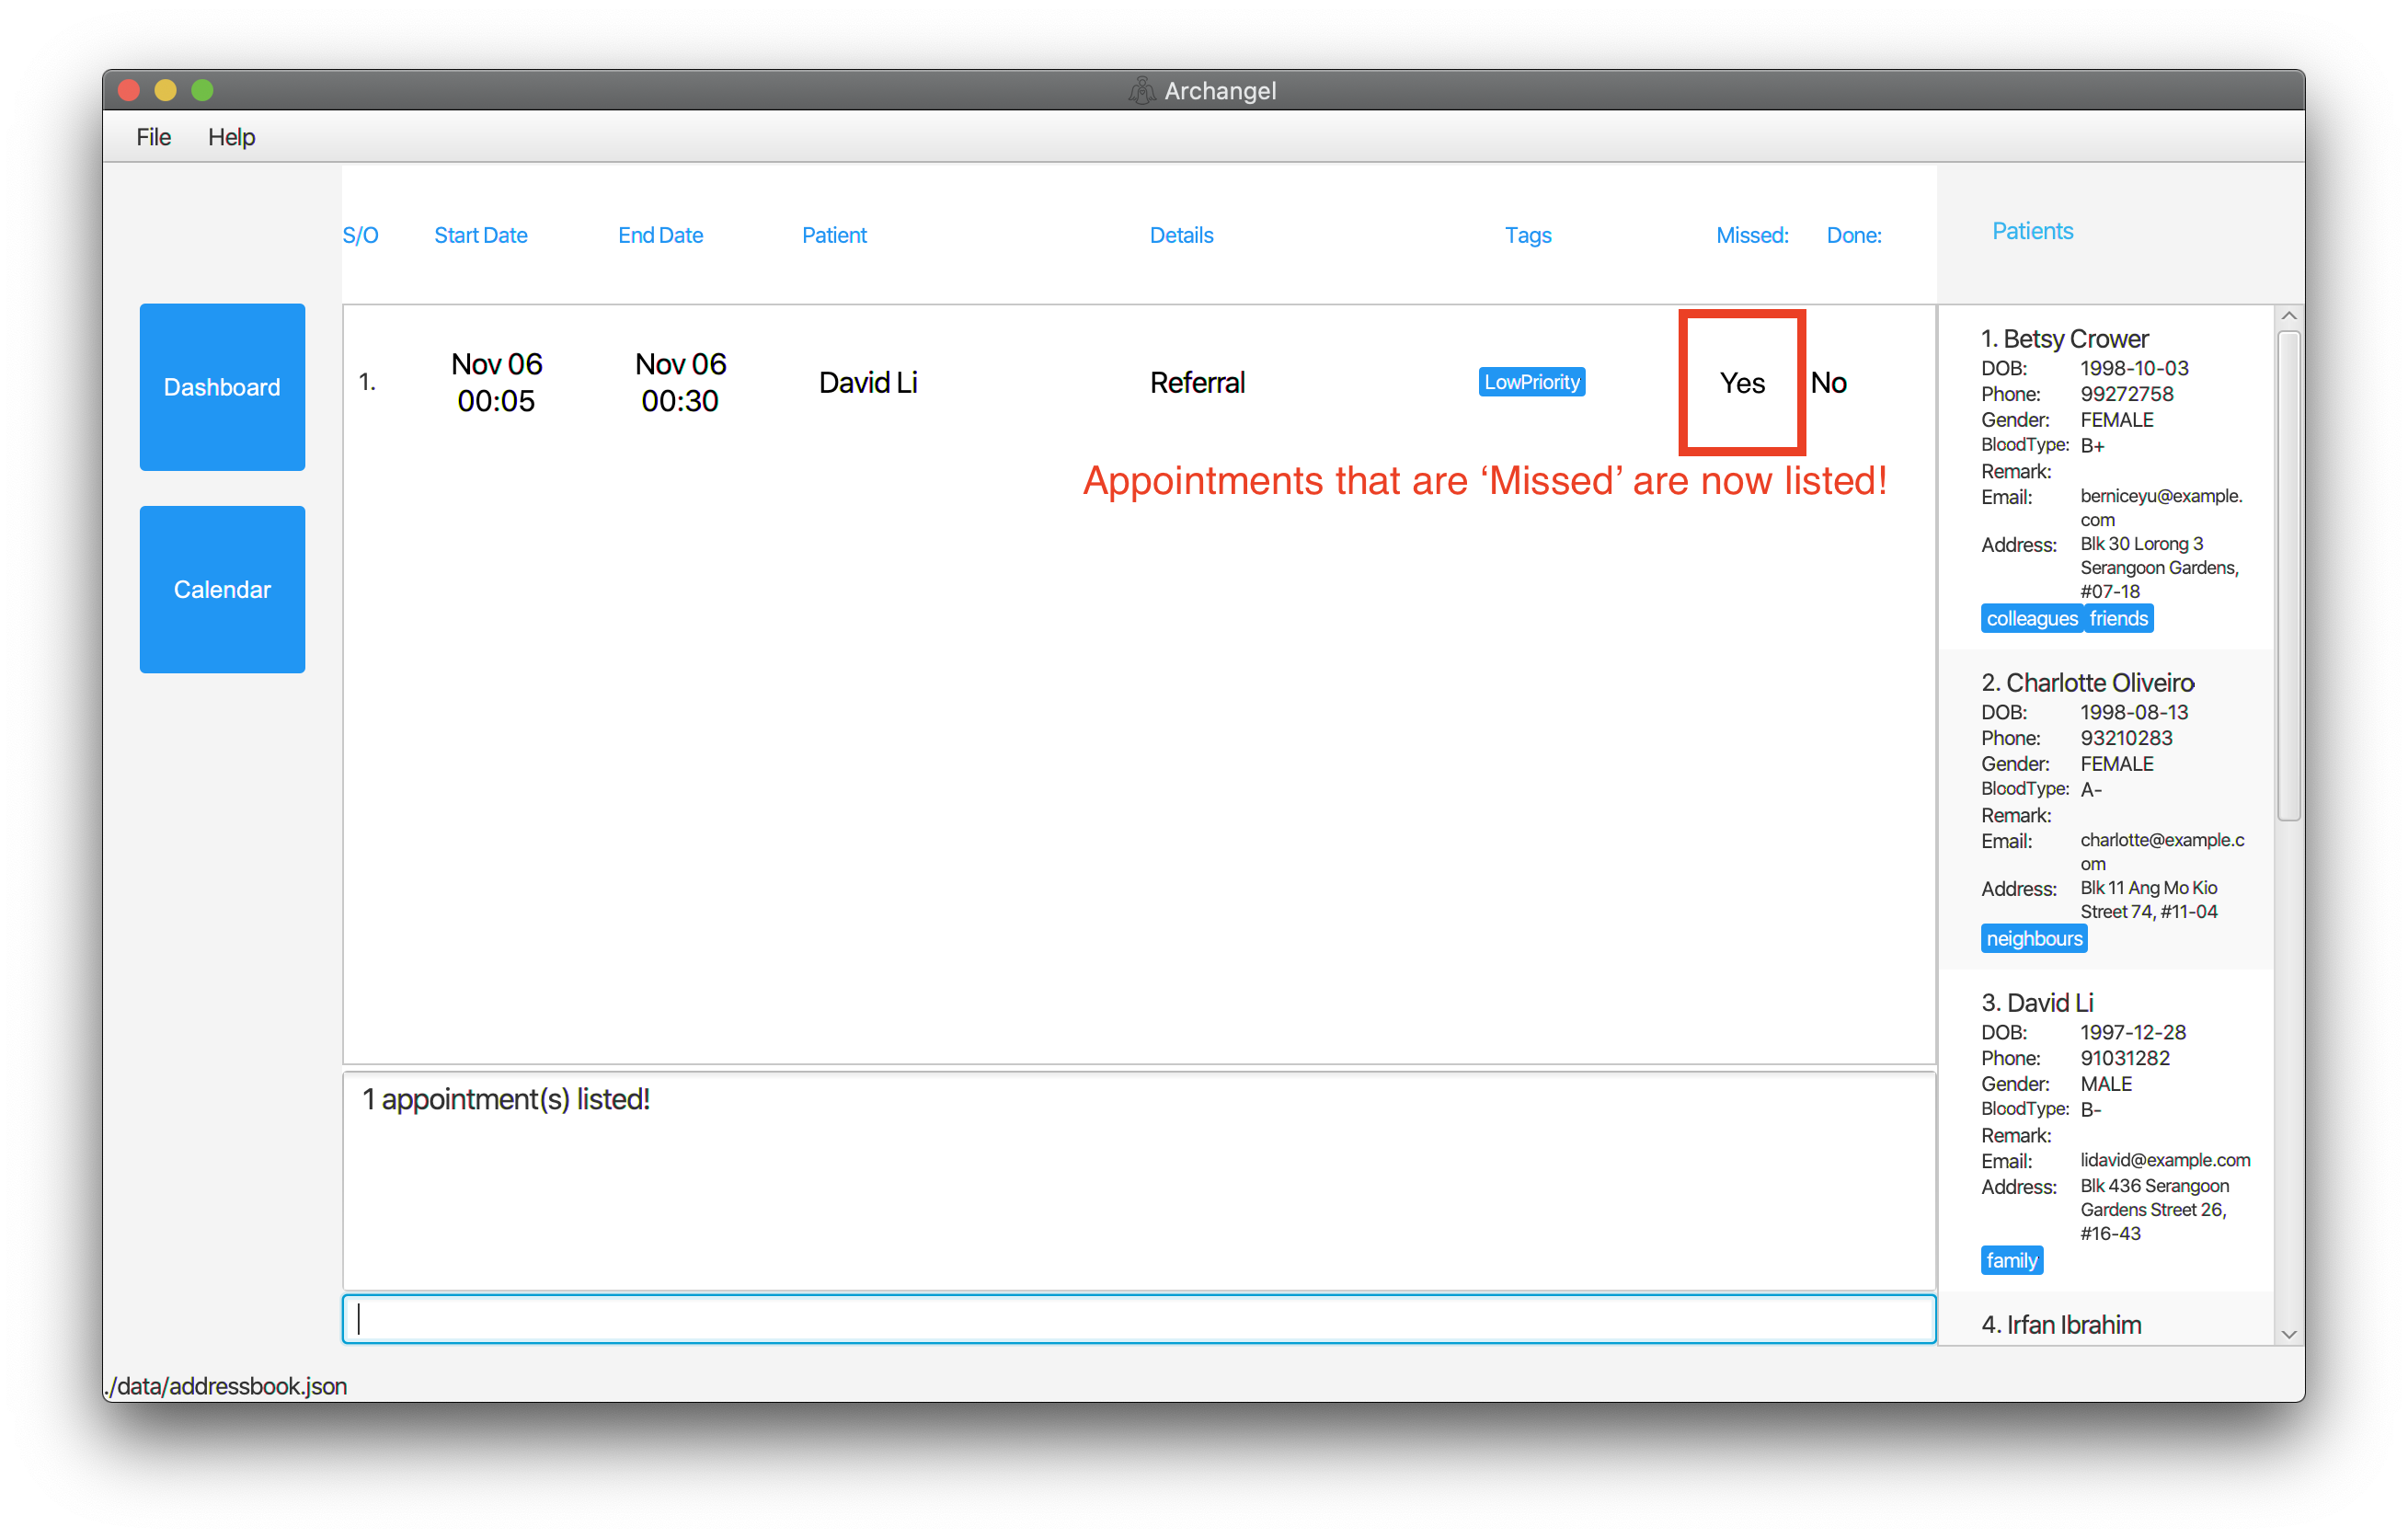 Archangel
File Help
S/O Start Date End Date Patient Details Tags Missed: Done:
Patients
Dashboard
Calendar
1. Nov 06 00:05 Nov 06 00:30 David Li Referral LowPriority Yes No
Appointments that are ‘Missed’ are now listed!
1 appointment(s) listed!
1. Betsy Crower
DOB: 1998-10-03
Phone: 99272758
Gender: FEMALE
BloodType: B+
Remark:
Email: berniceyu@example.
com
Address: Blk 30 Lorong 3
Serangoon Gardens,
#07-18
colleagues friends
2. Charlotte Oliveiro
DOB: 1998-08-13
Phone: 93210283
Gender: FEMALE
BloodType: A-
Remark:
Email: charlotte@example.c
om
Address: Blk 11 Ang Mo Kio
Street 74, #11-04
neighbours
3. David Li
DOB: 1997-12-28
Phone: 91031282
Gender: MALE
BloodType: B-
Remark:
Email: lidavid@example.com
Address: Blk 436 Serangoon
Gardens Street 26,
#16-43
family
4. Irfan Ibrahim
./data/addressbook.json